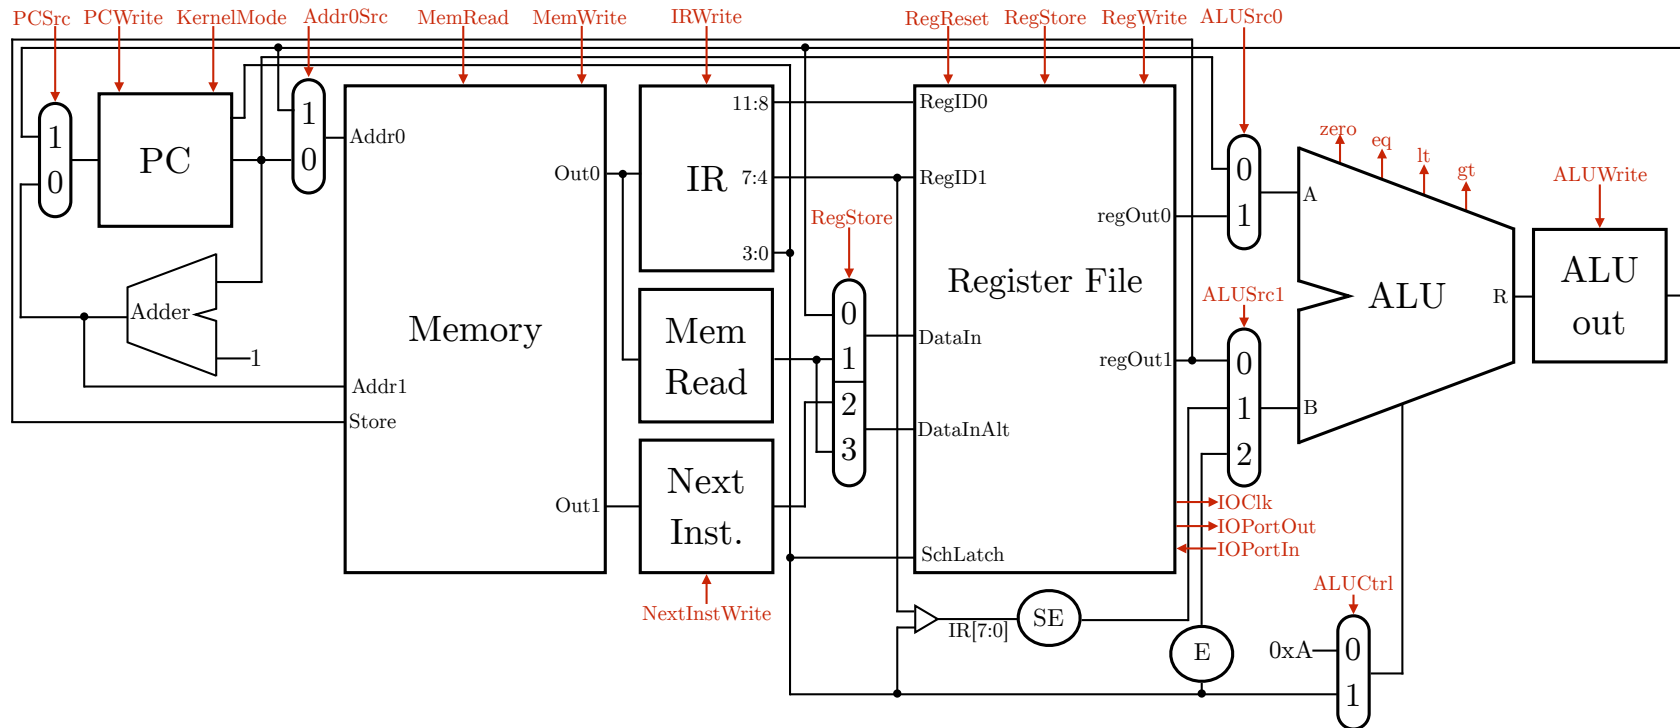 PCSrc PCWrite KernelMode Addr0Src MemRead MemWrite IRWrite RegReset RegStore RegWrite ALUSrc0
1
0
PC
1
0
Addr0
Adder
1
Memory
Addr1
Store
Out0
Out1
IR
11:8
7:4
3:0
Mem
Read
Next
Inst.
NextInstWrite
RegStore
0
1
2
3
RegID0
RegID1
Register File
DataIn
DataInAlt
SchLatch
regOut0
regOut1
IOClk
IOPortOut
IOPortIn
0
1
ALUSrc1
0
1
2
IR[7:0]
SE
E
zero
eq
lt
gt
A
B
ALU
R
ALUWrite
ALU
out
ALUCtrl
0xA
0
1